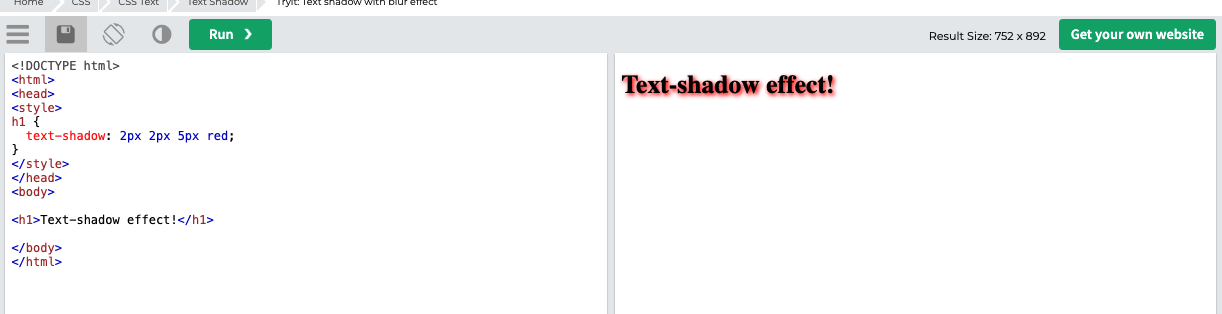 Home CSS CSS Text Text Shadow Tryit: Text shadow with blur effect
Run ❯ Result Size: 752 x 892 Get your own website
<!DOCTYPE html>
<html>
<head>
<style>
h1 {
  text-shadow: 2px 2px 5px red;
}
</style>
</head>
<body>

<h1>Text-shadow effect!</h1>

</body>
</html>
Text-shadow effect!